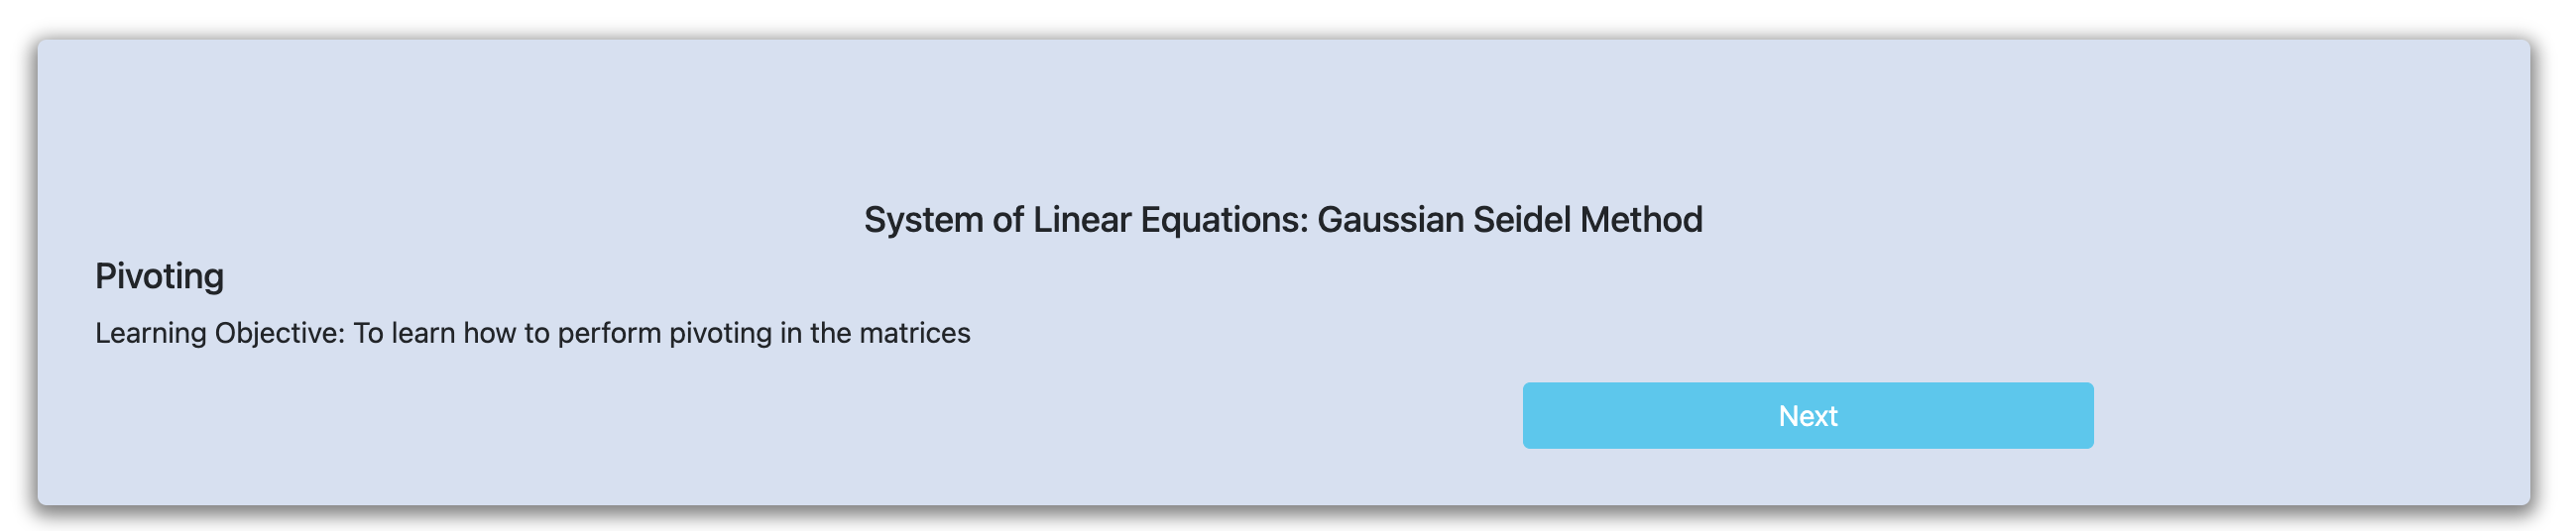 System of Linear Equations: Gaussian Seidel Method
Pivoting
Learning Objective: To learn how to perform pivoting in the matrices
Next